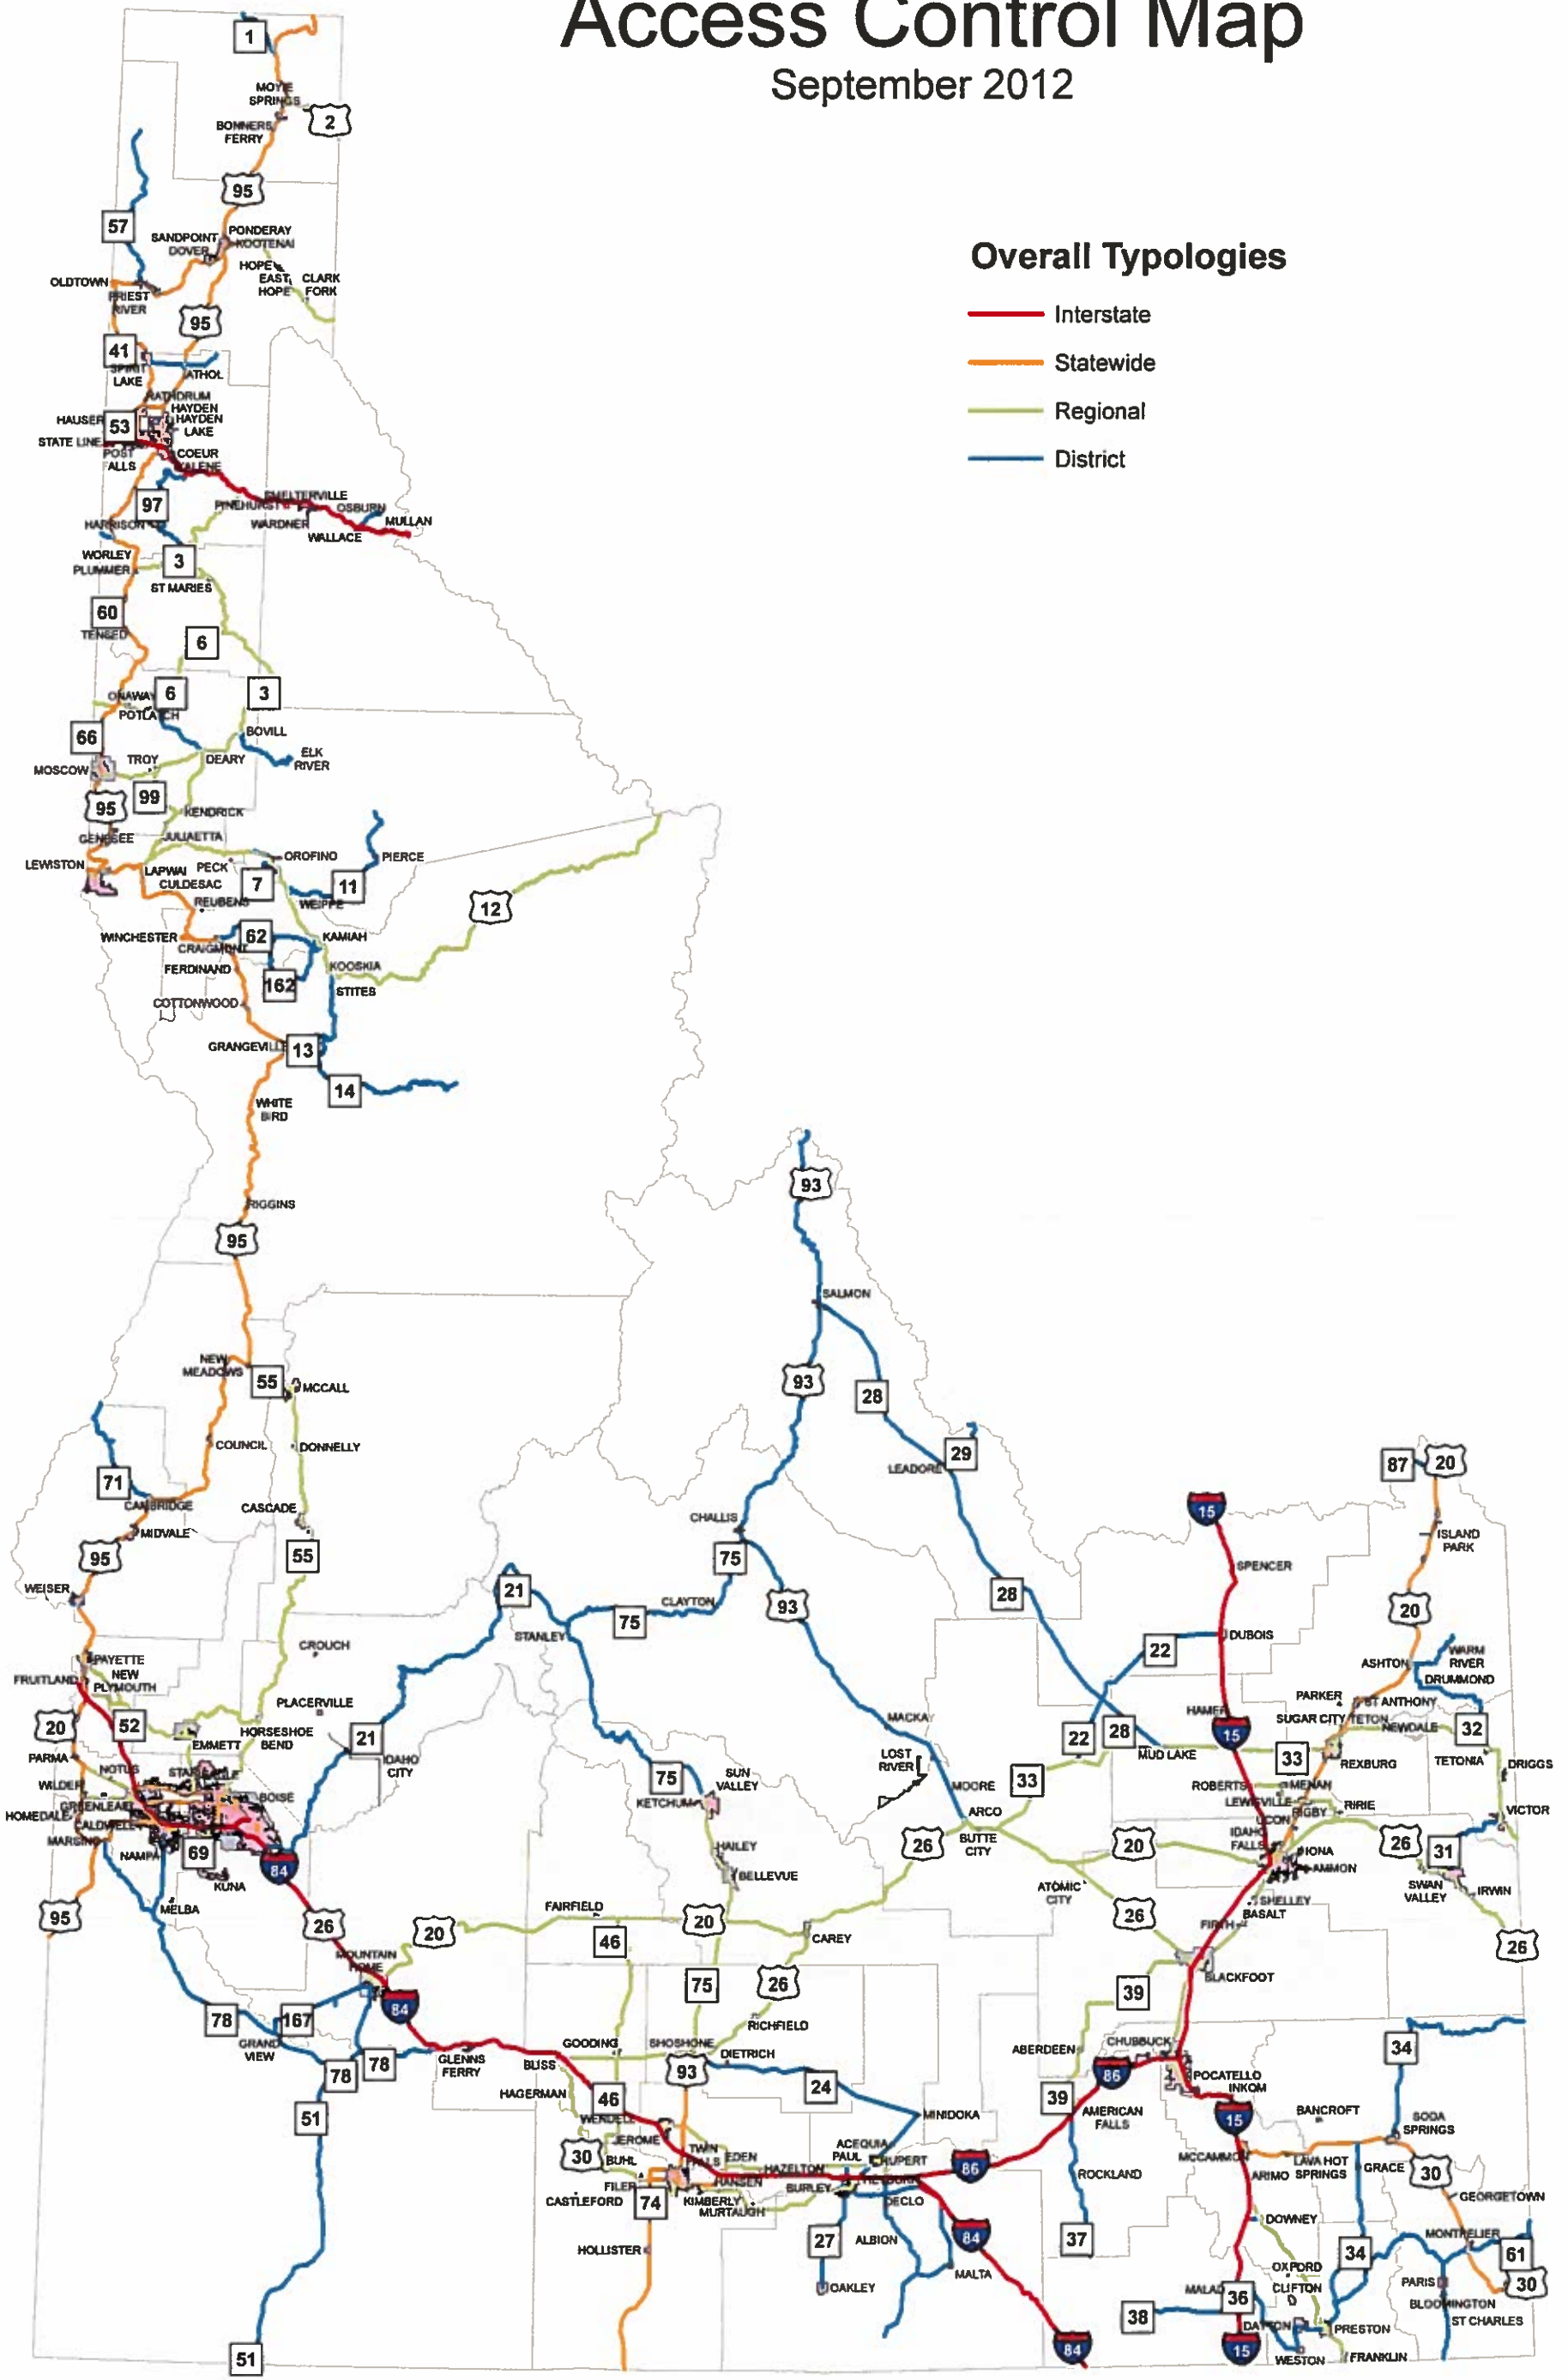 Access Control Map
September 2012
Overall Typologies
Interstate
Statewide
Regional
District
1
MOYIE
SPRINGS
2
BONNERS
FERRY
95
57
SANDPOINT
PONDERAY
DOVER
KOOTENAI
HOPE
EAST
HOPE
CLARK
FORK
OLDTOWN
PRIEST
RIVER
95
41
SPIRIT
LAKE
ATHOL
RATHDRUM
HAYDEN
HAYDEN
LAKE
HAUSER
53
STATE LINE
POST
FALLS
COEUR
D'ALENE
97
PINEHURST
SMELTERVILLE
OSBURN
WARDNER
MULLAN
WALLACE
HARRISON
WORLEY
PLUMMER
3
ST MARIES
60
TENSED
6
ONAWAY
6
3
POTLATCH
66
BOVILL
MOSCOW
TROY
DEARY
ELK
RIVER
95
99
KENDRICK
GENESEE
JULIAETTA
LEWISTON
LAPWAI
PECK
OROFINO
PIERCE
CULDESAC
7
11
REUBENS
WEIPPE
12
WINCHESTER
62
KAMIAH
CRAIGMONT
FERDINAND
KOOSKIA
162
STITES
COTTONWOOD
GRANGEVILLE
13
14
WHITE
BIRD
93
RIGGINS
95
SALMON
NEW
MEADOWS
55
MCCALL
93
28
COUNCIL
DONNELLY
29
LEADORE
87
20
71
CAMBRIDGE
CASCADE
MIDVALE
CHALLIS
15
ISLAND
PARK
95
55
75
SPENCER
WEISER
21
28
CLAYTON
93
20
75
STANLEY
DUBOIS
22
CROUCH
WARM
RIVER
PAYETTE
ASHTON
FRUITLAND
NEW
PLYMOUTH
DRUMMOND
PLACERVILLE
PARKER
ST ANTHONY
20
52
HORSESHOE
BEND
MACKAY
HAMER
SUGAR CITY
TETON
NEWDALE
32
EMMETT
21
22
28
15
PARMA
IDAHO
CITY
MUD LAKE
33
REXBURG
TETONIA
DRIGGS
NOTUS
STAR
EAGLE
LOST
RIVER
WILDER
75
SUN
VALLEY
MOORE
33
ROBERTS
MENAN
GREENLEAF
BOISE
KETCHUM
LEWISVILLE
RIRIE
HOMEDALE
CALDWELL
ARCO
RIGBY
VICTOR
MARSING
UCON
69
HAILEY
26
BUTTE
CITY
20
IDAHO
FALLS
IONA
26
31
NAMPA
84
AMMON
KUNA
BELLEVUE
ATOMIC
CITY
SWAN
VALLEY
IRWIN
MELBA
SHELLEY
95
FAIRFIELD
26
BASALT
26
20
20
FIRTH
46
CAREY
26
MOUNTAIN
HOME
BLACKFOOT
75
26
39
84
78
167
RICHFIELD
GRAND
VIEW
GOODING
SHOSHONE
ABERDEEN
CHUBBUCK
34
78
78
GLENNS
FERRY
BLISS
93
DIETRICH
86
POCATELLO
INKOM
HAGERMAN
24
39
51
46
AMERICAN
FALLS
15
BANCROFT
MINIDOKA
SODA
SPRINGS
WENDELL
JEROME
ACEQUIA
30
BUHL
TWIN
FALLS
EDEN
PAUL
RUPERT
MCCAMMON
LAVA HOT
SPRINGS
GRACE
86
30
HAZELTON
ROCKLAND
ARIMO
FILER
HANSEN
HEYBURN
GEORGETOWN
CASTLEFORD
74
KIMBERLY
BURLEY
DECLO
MURTAUGH
DOWNEY
84
MONTPELIER
27
ALBION
37
34
61
HOLLISTER
OXFORD
MALTA
CLIFTON
30
OAKLEY
MALAD
36
PARIS
BLOOMINGTON
38
DAYTON
PRESTON
ST CHARLES
51
84
15
WESTON
FRANKLIN